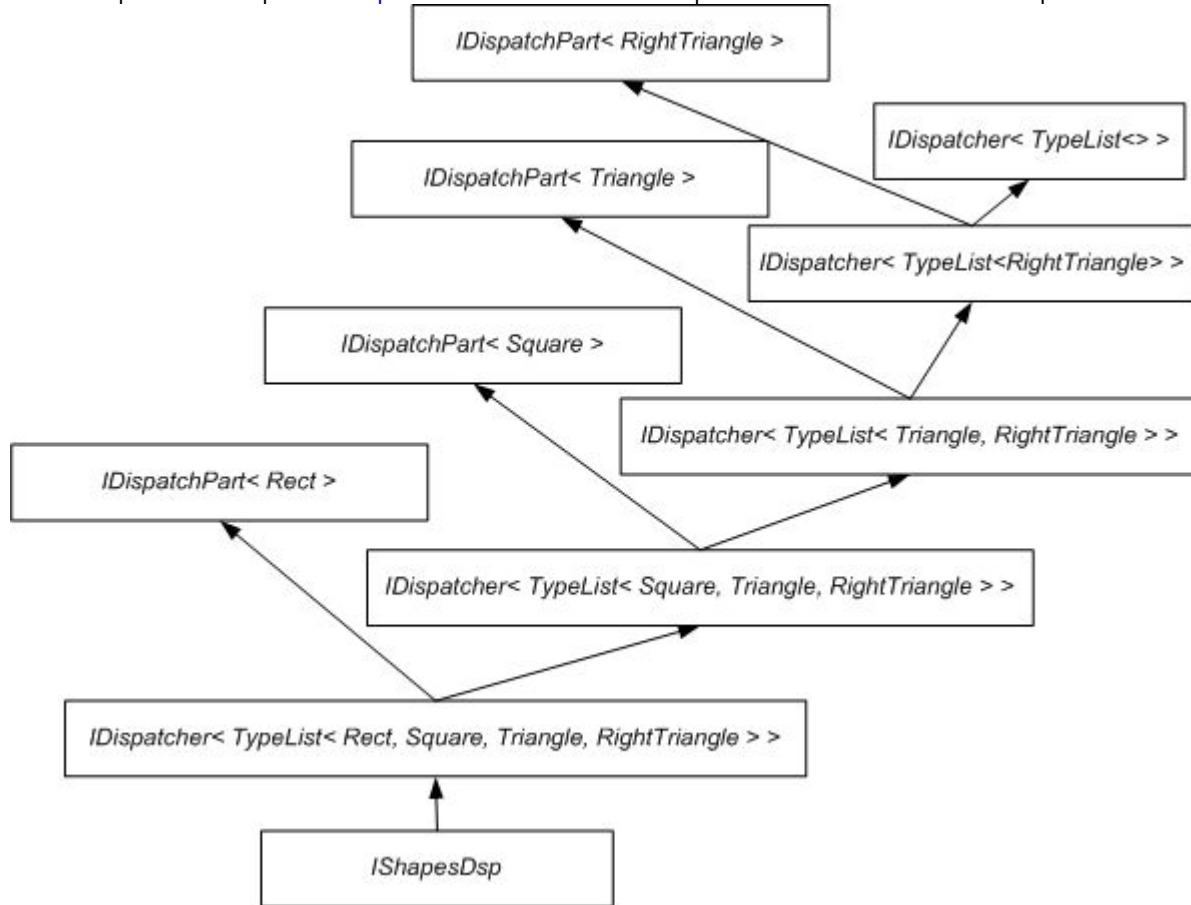 IDispatchPart< RightTriangle >
IDispatcher< TypeList<> >
IDispatchPart< Triangle >
IDispatcher< TypeList<RightTriangle> >
IDispatchPart< Square >
IDispatcher< TypeList< Triangle, RightTriangle > >
IDispatchPart< Rect >
IDispatcher< TypeList< Square, Triangle, RightTriangle > >
IDispatcher< TypeList< Rect, Square, Triangle, RightTriangle > >
IShapesDsp